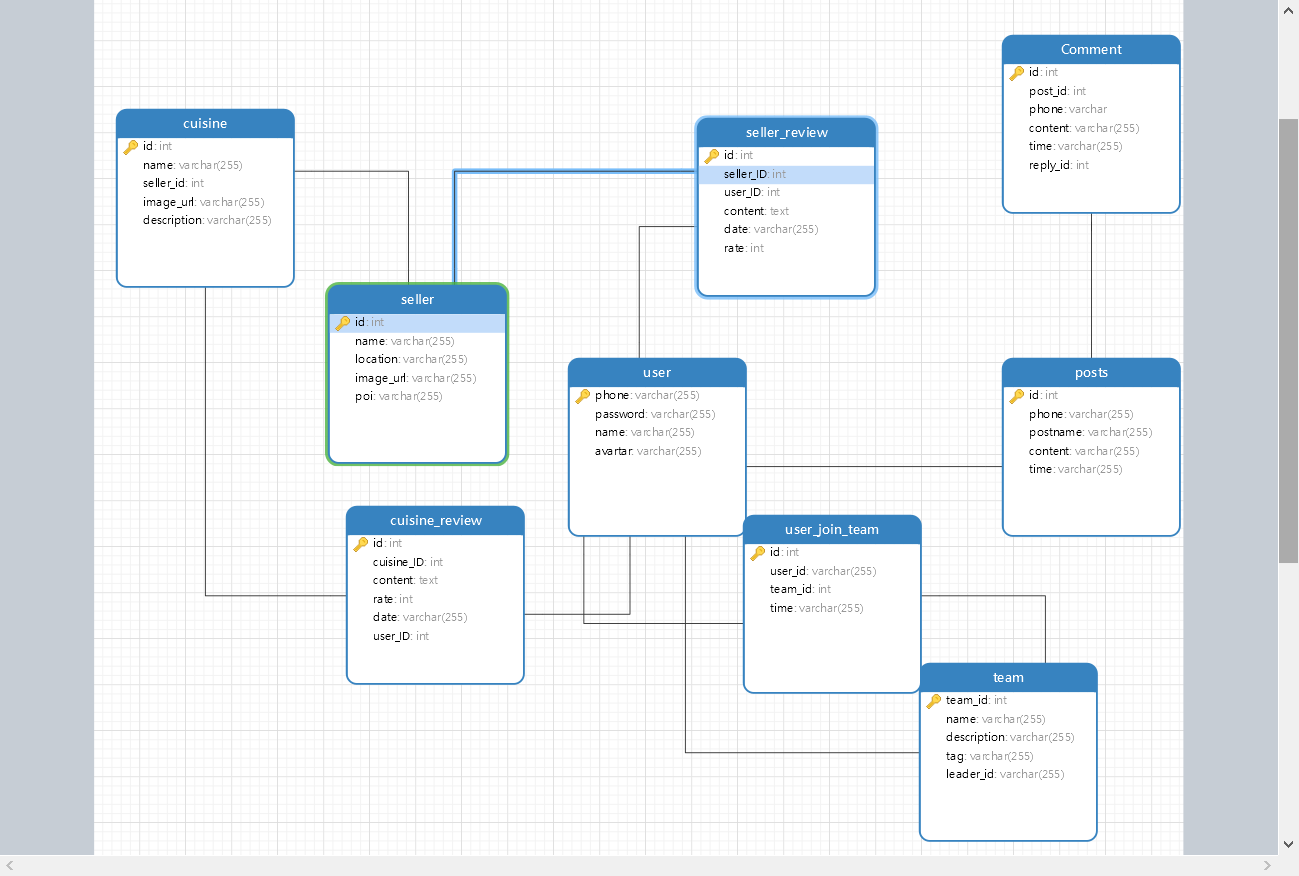 Comment
id: int
post_id: int
phone: varchar
content: varchar(255)
time: varchar(255)
reply_id: int
cuisine
id: int
name: varchar(255)
seller_id: int
image_url: varchar(255)
description: varchar(255)
seller_review
id: int
seller_ID: int
user_ID: int
content: text
date: varchar(255)
rate: int
seller
id: int
name: varchar(255)
location: varchar(255)
image_url: varchar(255)
poi: varchar(255)
user
phone: varchar(255)
password: varchar(255)
name: varchar(255)
avartar: varchar(255)
posts
id: int
phone: varchar(255)
postname: varchar(255)
content: varchar(255)
time: varchar(255)
cuisine_review
id: int
cuisine_ID: int
content: text
rate: int
date: varchar(255)
user_ID: int
user_join_team
id: int
user_id: varchar(255)
team_id: int
time: varchar(255)
team
team_id: int
name: varchar(255)
description: varchar(255)
tag: varchar(255)
leader_id: varchar(255)